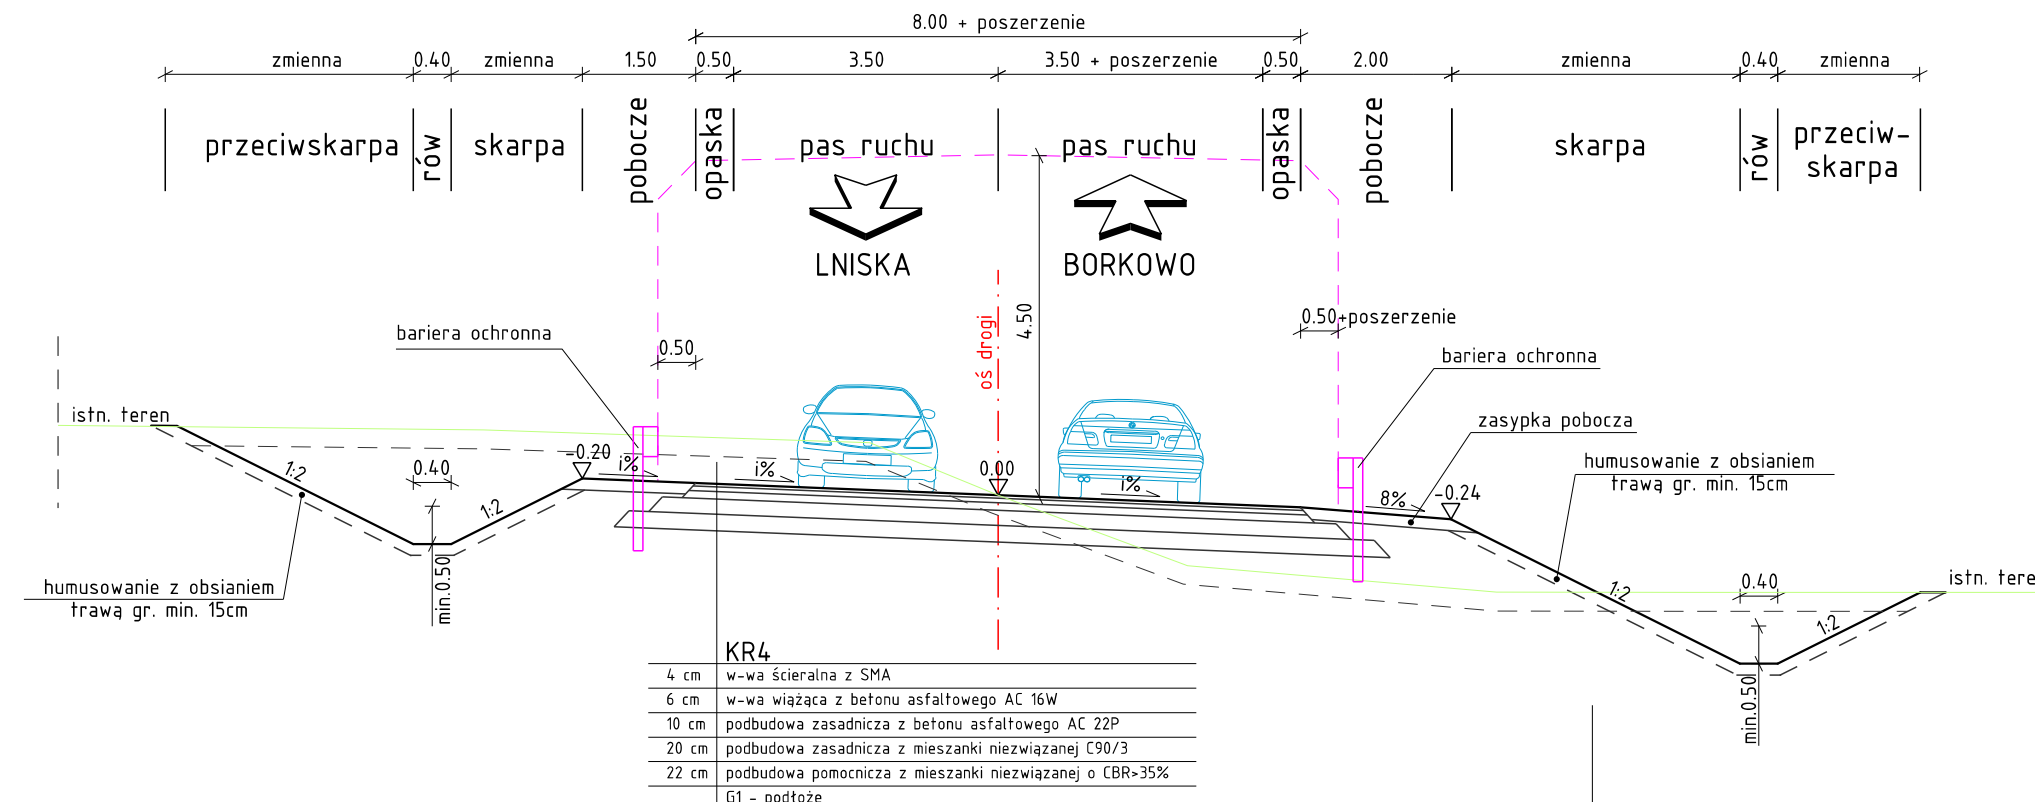 8.00 + poszerzenie
zmienna 0.40 zmienna 1.50 0.50 3.50 3.50 + poszerzenie 0.50 2.00 zmienna 0.40 zmienna
przeciwskarpa
rów
skarpa
pobocze
opaska
pas ruchu
pas ruchu
opaska
pobocze
skarpa
rów
przeciw-
skarpa
LNISKA
BORKOWO
oś drogi
4.50
0.50+poszerzenie
bariera ochronna
0.50
bariera ochronna
istn. teren
zasypka pobocza
-0.20
i%
i%
0.00
i%
8%
-0.24
humusowanie z obsianiem
trawą gr. min. 15cm
1:2
0.40
1:2
min.0.50
humusowanie z obsianiem
trawą gr. min. 15cm
1:2
0.40
1:2
min.0.50
istn. tere
KR4
4 cm w-wa ścieralna z SMA
6 cm w-wa wiążąca z betonu asfaltowego AC 16W
10 cm podbudowa zasadnicza z betonu asfaltowego AC 22P
20 cm podbudowa zasadnicza z mieszanki niezwiązanej C90/3
22 cm podbudowa pomocnicza z mieszanki niezwiązanej o CBR>35%
G1 - podłoże